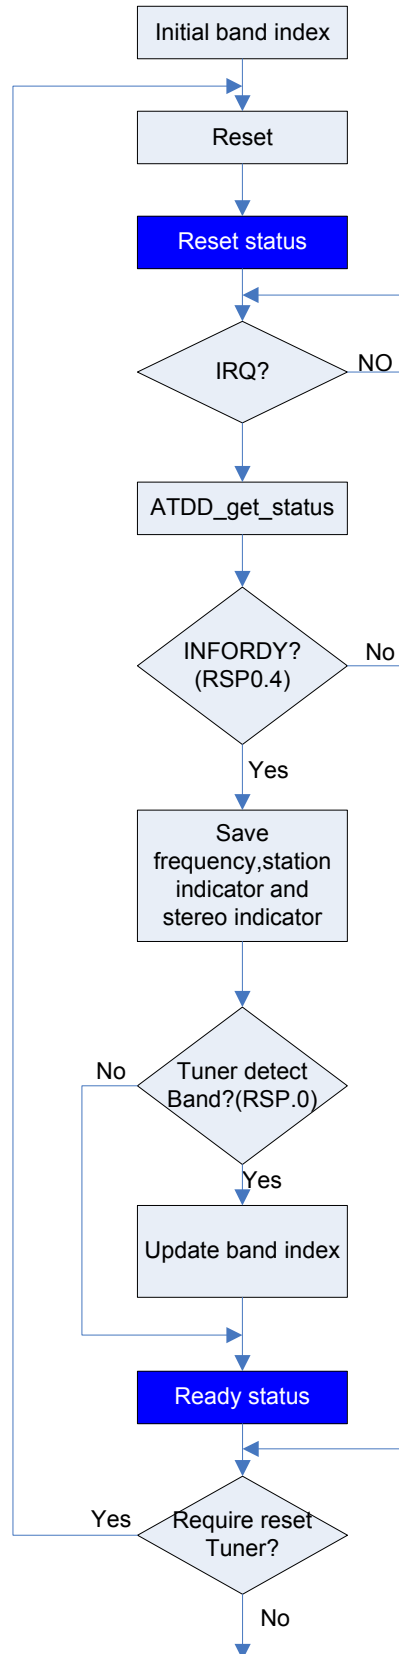 Initial band index
Reset
Reset status
IRQ?
NO
ATDD_get_status
INFORDY?
(RSP0.4)
No
Yes
Save
frequency,station
indicator and
stereo indicator
No
Tuner detect
Band?(RSP.0)
Yes
Update band index
Ready status
Yes
Require reset
Tuner?
No